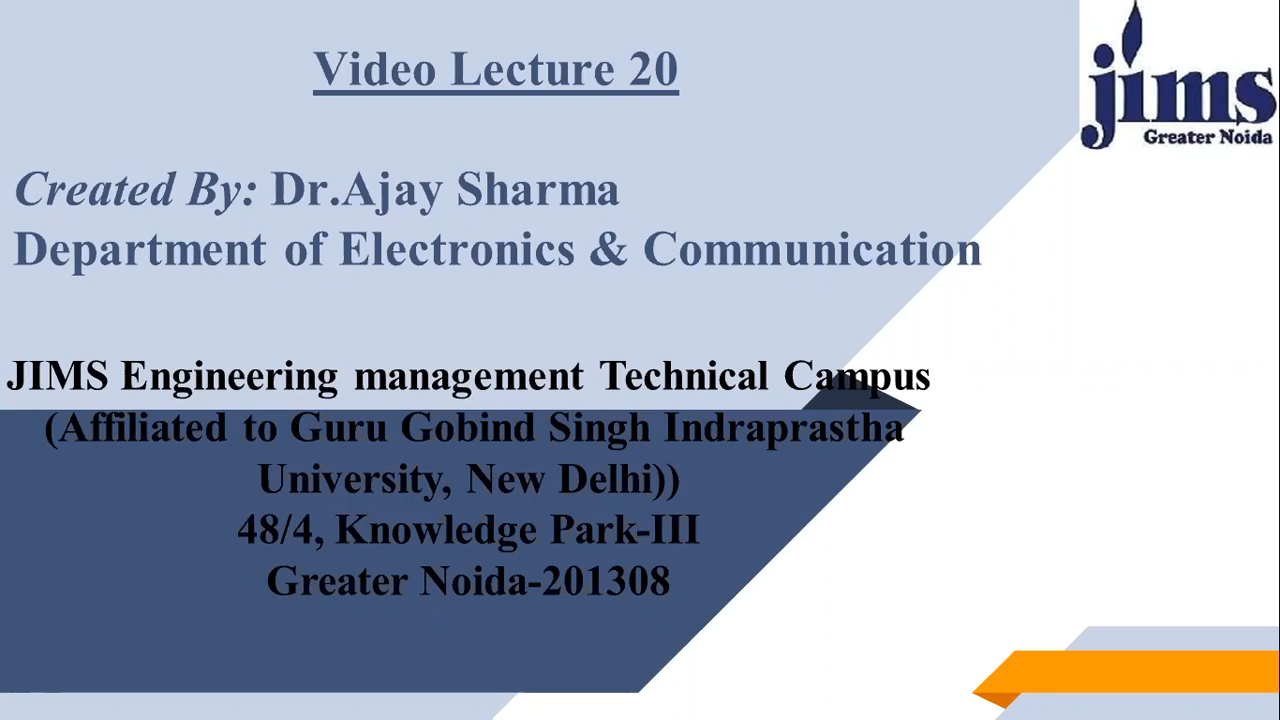 Video Lecture 20
jims
Greater Noida
Created By: Dr.Ajay Sharma
Department of Electronics & Communication
JIMS Engineering management Technical Campus
(Affiliated to Guru Gobind Singh Indraprastha
University, New Delhi))
48/4, Knowledge Park-III
Greater Noida-201308